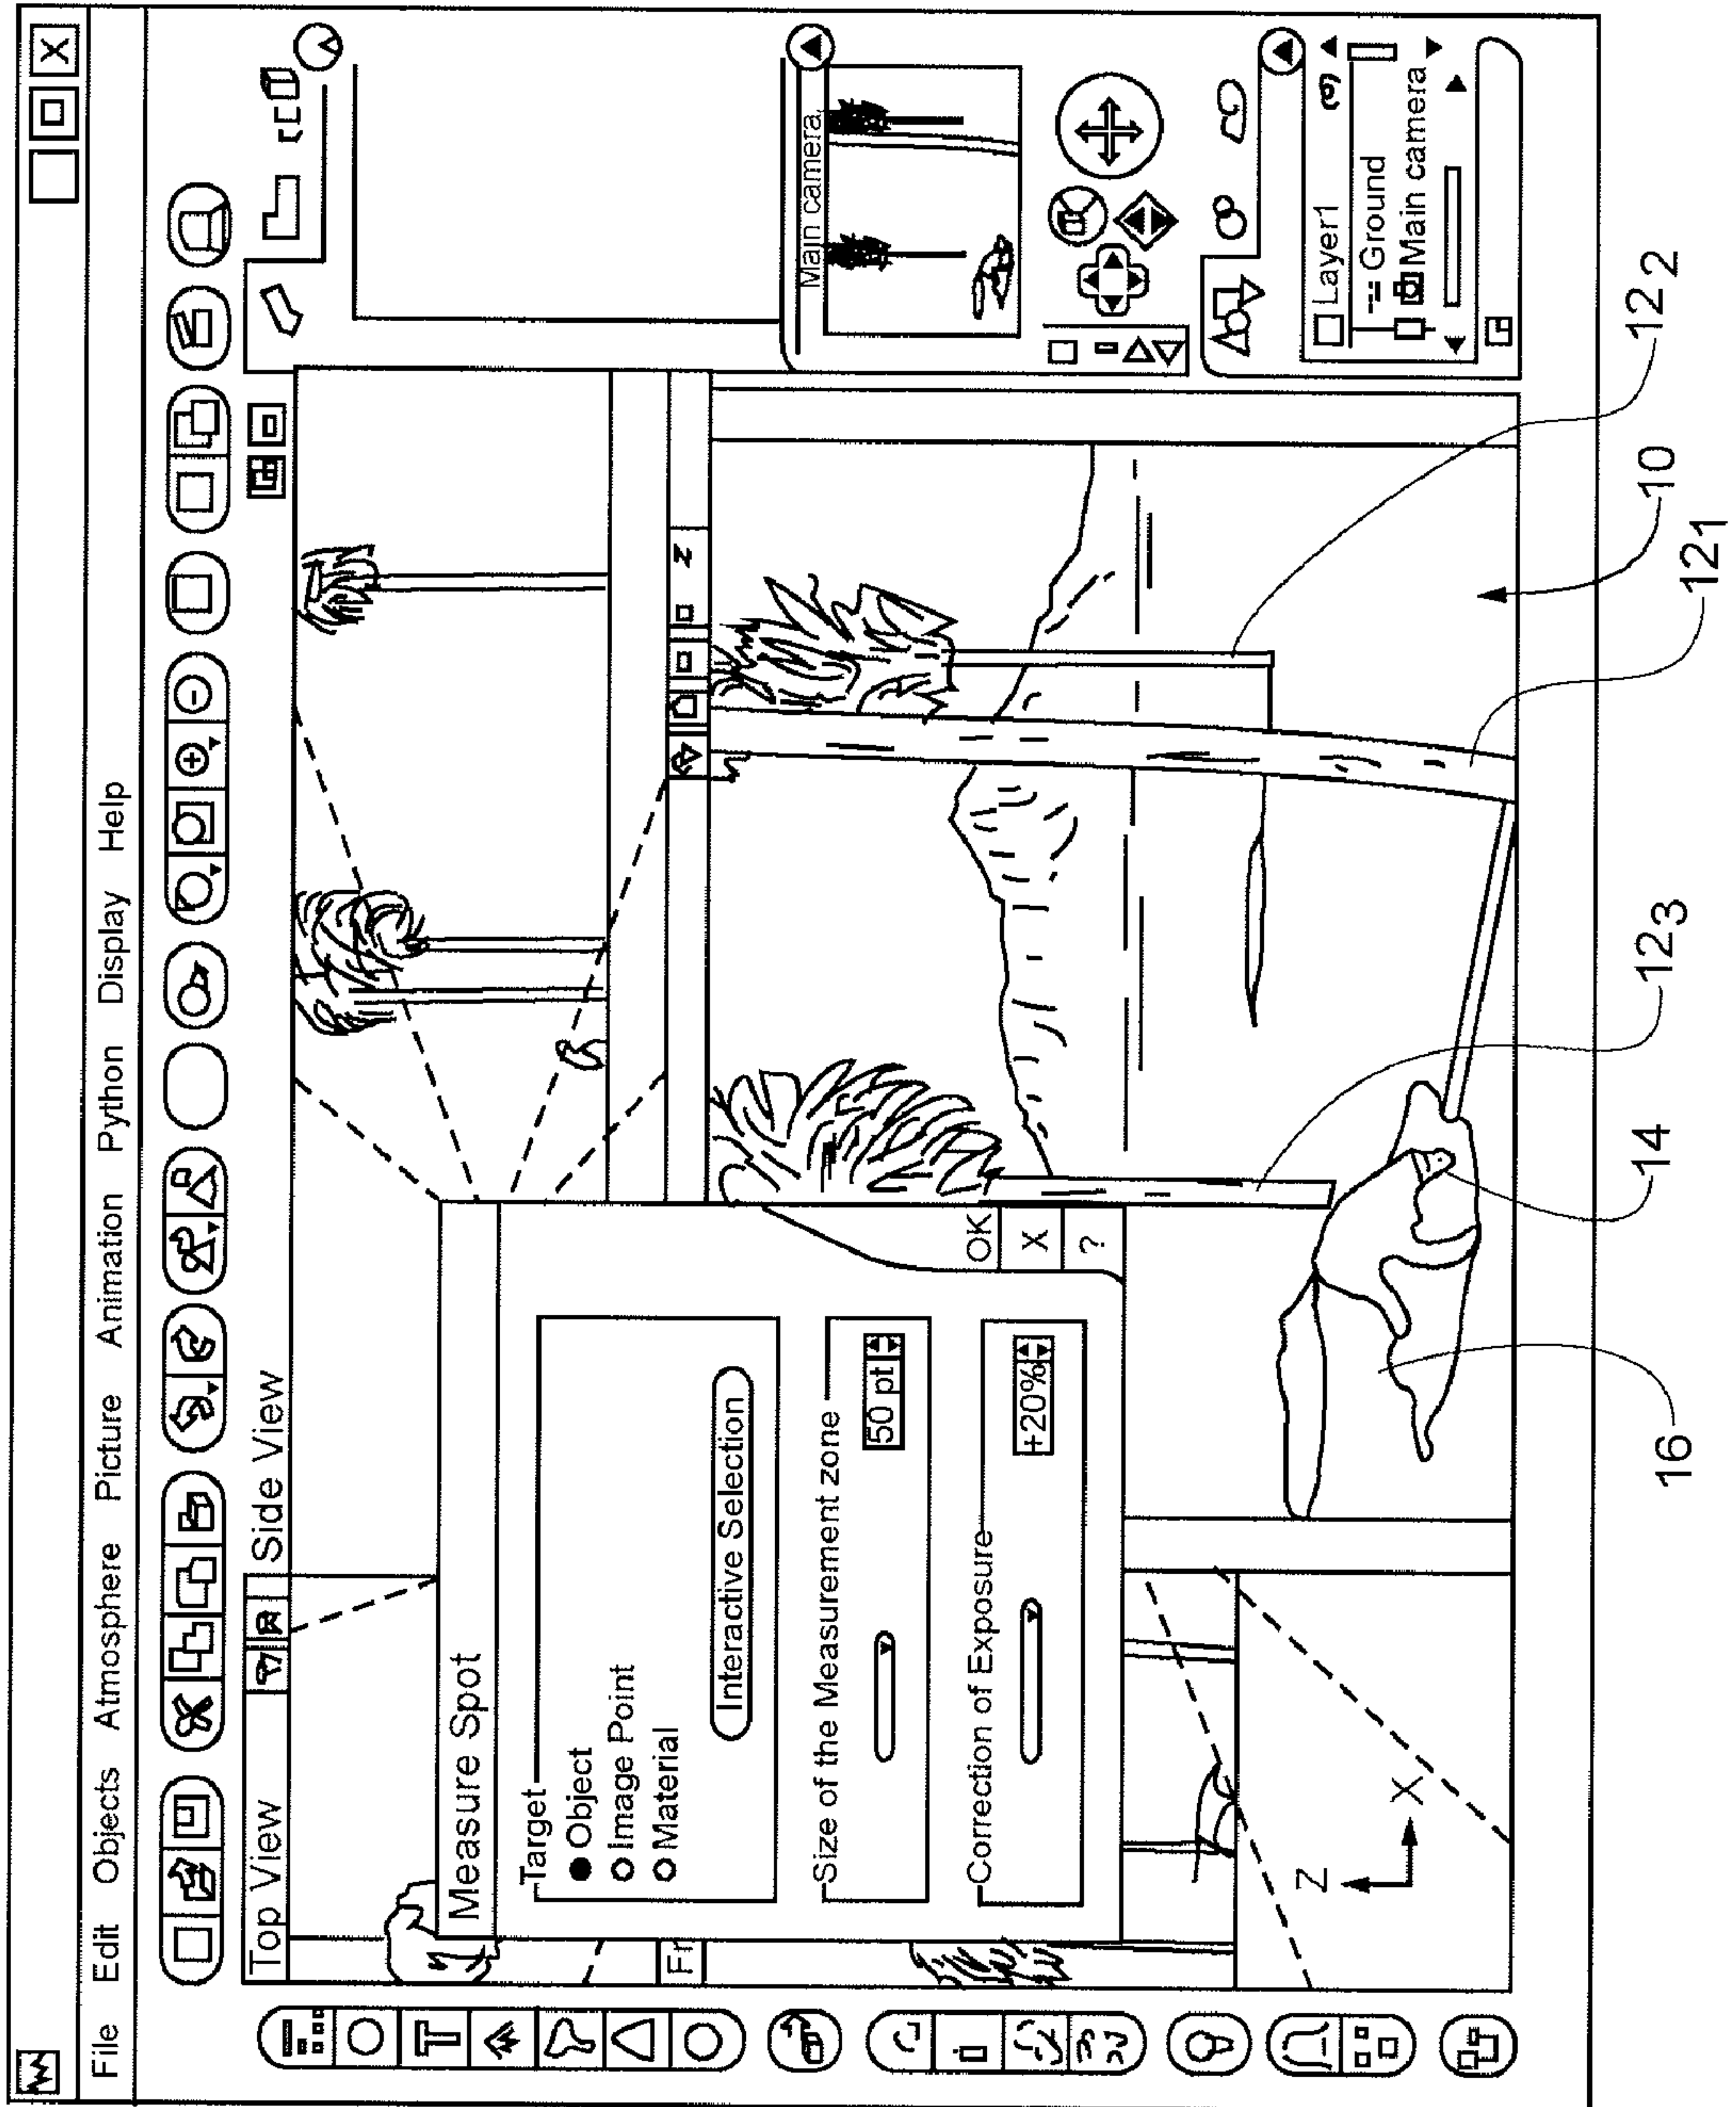 X
File Edit Objects Atmosphere Picture Animation Python Display Help
Top View
Side View
Measure Spot
Target
Object
Image Point
Material
Interactive Selection
Size of the Measurement zone
50 pt
Correction of Exposure
+20%
OK
X
?
Fr
Z
X
Main camera
Layer1
Ground
Main camera
16
14
12₃
12₁
10
12₂